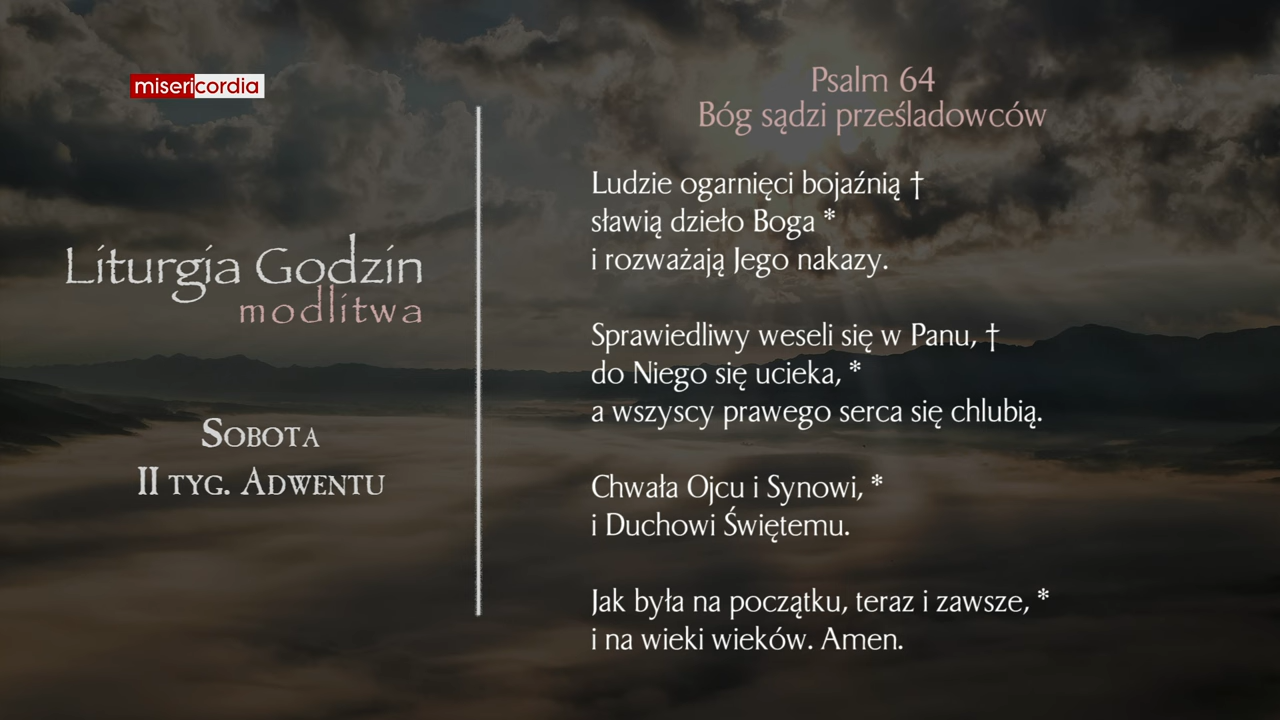 misericordia
Liturgia Godzin
modlitwa
Sobota
II tyg. Adwentu
Psalm 64
Bóg sądzi prześladowców
Ludzie ogarnięci bojaźnią †
sławią dzieło Boga *
i rozważają Jego nakazy.
Sprawiedliwy weseli się w Panu, †
do Niego się ucieka, *
a wszyscy prawego serca się chlubią.
Chwała Ojcu i Synowi, *
i Duchowi Świętemu.
Jak była na początku, teraz i zawsze, *
i na wieki wieków. Amen.